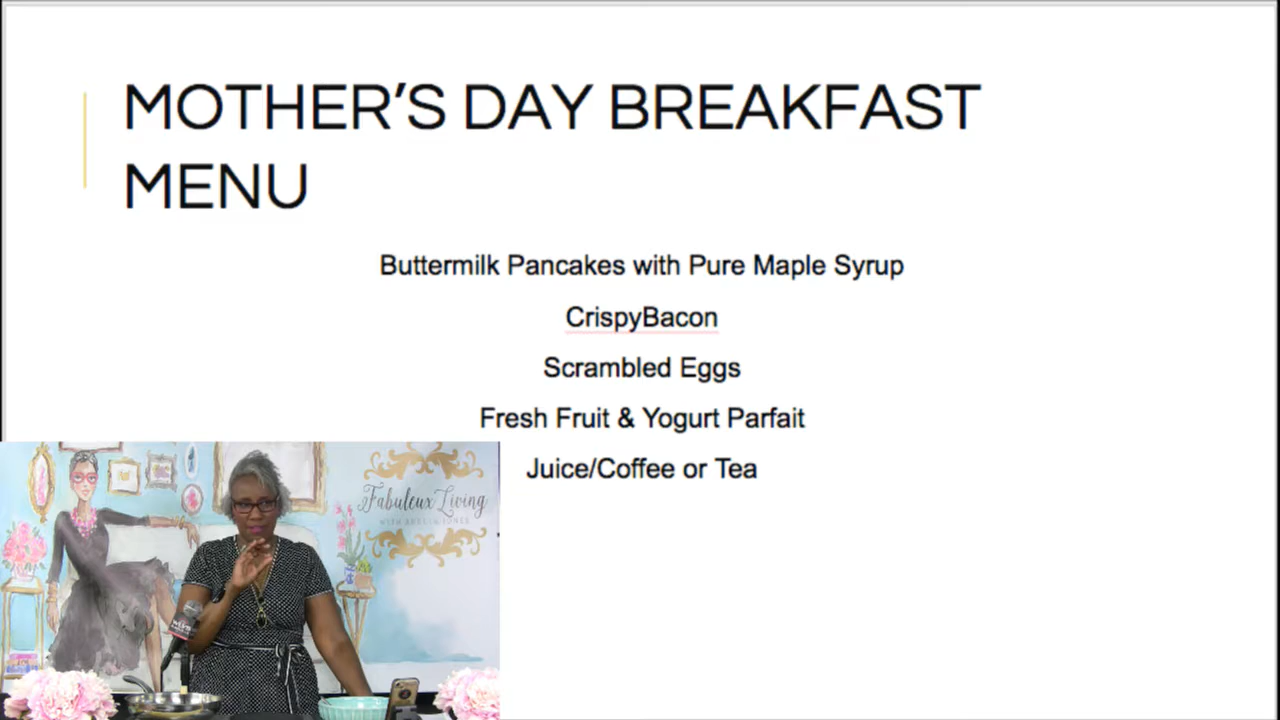 MOTHER’S DAY BREAKFAST
MENU
Buttermilk Pancakes with Pure Maple Syrup
CrispyBacon
Scrambled Eggs
Fresh Fruit & Yogurt Parfait
Juice/Coffee or Tea
Fabuleux Living